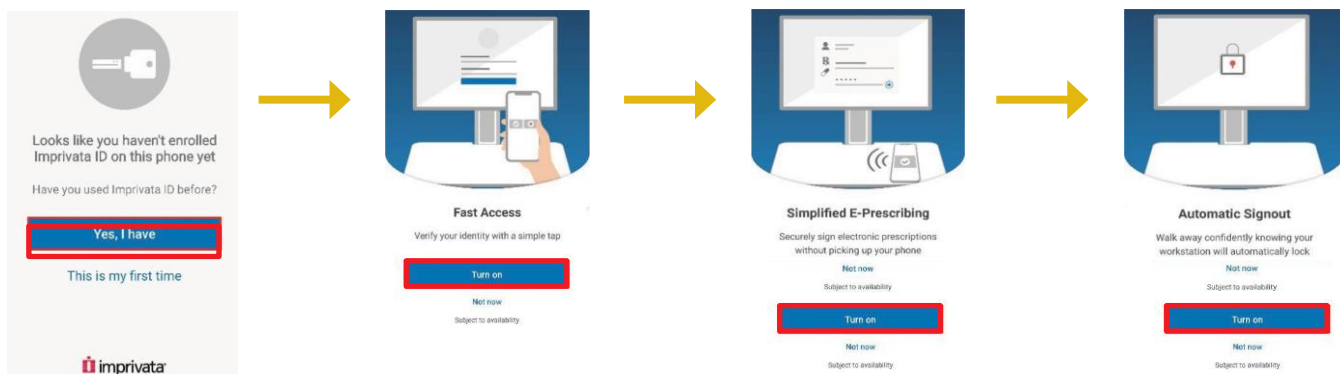 Looks like you haven't enrolled
Imprivata ID on this phone yet
Have you used Imprivata ID before?
Yes, I have
This is my first time
imprivata
Fast Access
Verify your identity with a simple tap
Turn on
Not now
Subject to availability
Simplified E-Prescribing
Securely sign electronic prescriptions
without picking up your phone
Not now
Subject to availability
Turn on
Not now
Subject to availability
Automatic Signout
Walk away confidently knowing your
workstation will automatically lock
Not now
Subject to availability
Turn on
Not now
Subject to availability